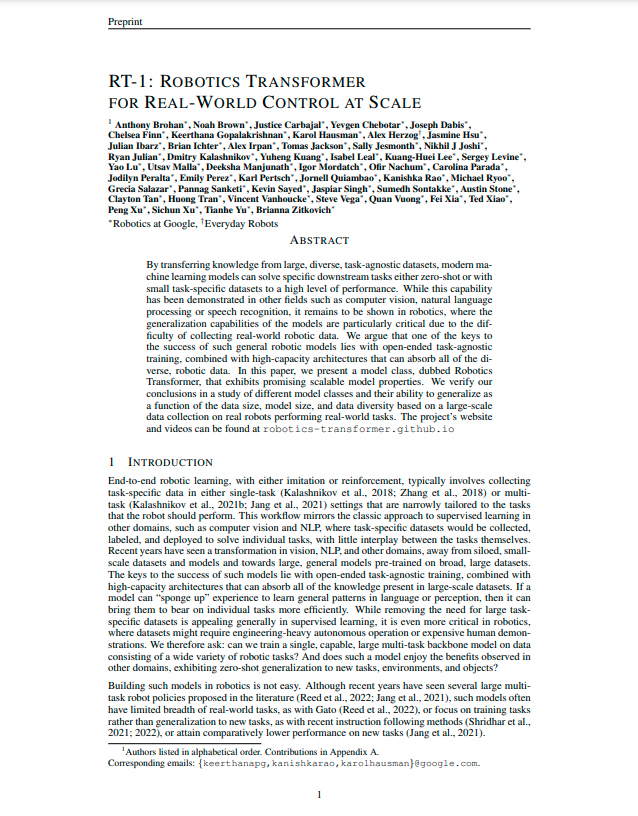 Preprint
RT-1: ROBOTICS TRANSFORMER
FOR REAL-WORLD CONTROL AT SCALE
1 Anthony Brohan*, Noah Brown*, Justice Carbajal*, Yevgen Chebotar*, Joseph Dabis*,
Chelsea Finn*, Keerthana Gopalakrishnan*, Karol Hausman*, Alex Herzog†, Jasmine Hsu*,
Julian Ibarz*, Brian Ichter*, Alex Irpan*, Tomas Jackson*, Sally Jesmonth*, Nikhil J Joshi*,
Ryan Julian*, Dmitry Kalashnikov*, Yuheng Kuang*, Isabel Leal*, Kuang-Huei Lee*, Sergey Levine*,
Yao Lu*, Utsav Malla*, Deeksha Manjunath*, Igor Mordatch*, Ofir Nachum*, Carolina Parada*,
Jodilyn Peralta*, Emily Perez*, Karl Pertsch*, Jornell Quiambao*, Kanishka Rao*, Michael Ryoo*,
Grecia Salazar*, Pannag Sanketi*, Kevin Sayed*, Jaspiar Singh*, Sumedh Sontakke*, Austin Stone*,
Clayton Tan*, Huong Tran*, Vincent Vanhoucke*, Steve Vega*, Quan Vuong*, Fei Xia*, Ted Xiao*,
Peng Xu*, Sichun Xu*, Tianhe Yu*, Brianna Zitkovich*
*Robotics at Google, †Everyday Robots
ABSTRACT
By transferring knowledge from large, diverse, task-agnostic datasets, modern ma-
chine learning models can solve specific downstream tasks either zero-shot or with
small task-specific datasets to a high level of performance. While this capability
has been demonstrated in other fields such as computer vision, natural language
processing or speech recognition, it remains to be shown in robotics, where the
generalization capabilities of the models are particularly critical due to the dif-
ficulty of collecting real-world robotic data. We argue that one of the keys to
the success of such general robotic models lies with open-ended task-agnostic
training, combined with high-capacity architectures that can absorb all of the di-
verse, robotic data. In this paper, we present a model class, dubbed Robotics
Transformer, that exhibits promising scalable model properties. We verify our
conclusions in a study of different model classes and their ability to generalize as
a function of the data size, model size, and data diversity based on a large-scale
data collection on real robots performing real-world tasks. The project's website
and videos can be found at robotics-transformer.github.io
1 INTRODUCTION
End-to-end robotic learning, with either imitation or reinforcement, typically involves collecting
task-specific data in either single-task (Kalashnikov et al., 2018; Zhang et al., 2018) or multi-
task (Kalashnikov et al., 2021b; Jang et al., 2021) settings that are narrowly tailored to the tasks
that the robot should perform. This workflow mirrors the classic approach to supervised learning in
other domains, such as computer vision and NLP, where task-specific datasets would be collected,
labeled, and deployed to solve individual tasks, with little interplay between the tasks themselves.
Recent years have seen a transformation in vision, NLP, and other domains, away from siloed, small-
scale datasets and models and towards large, general models pre-trained on broad, large datasets.
The keys to the success of such models lie with open-ended task-agnostic training, combined with
high-capacity architectures that can absorb all of the knowledge present in large-scale datasets. If a
model can "sponge up" experience to learn general patterns in language or perception, then it can
bring them to bear on individual tasks more efficiently. While removing the need for large task-
specific datasets is appealing generally in supervised learning, it is even more critical in robotics,
where datasets might require engineering-heavy autonomous operation or expensive human demon-
strations. We therefore ask: can we train a single, capable, large multi-task backbone model on data
consisting of a wide variety of robotic tasks? And does such a model enjoy the benefits observed in
other domains, exhibiting zero-shot generalization to new tasks, environments, and objects?
Building such models in robotics is not easy. Although recent years have seen several large multi-
task robot policies proposed in the literature (Reed et al., 2022; Jang et al., 2021), such models often
have limited breadth of real-world tasks, as with Gato (Reed et al., 2022), or focus on training tasks
rather than generalization to new tasks, as with recent instruction following methods (Shridhar et al.,
2021; 2022), or attain comparatively lower performance on new tasks (Jang et al., 2021).
1Authors listed in alphabetical order. Contributions in Appendix A.
Corresponding emails: {keerthanapg,kanishkarao,karolhausman}@google.com.
1